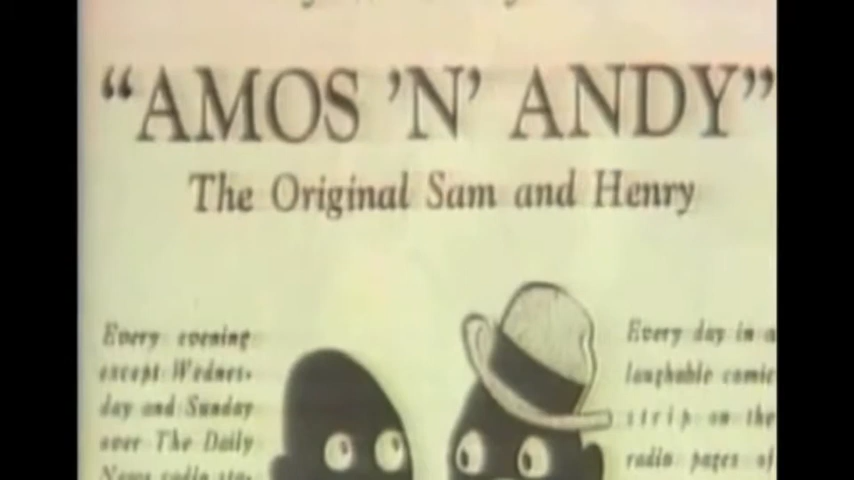 “AMOS ’N’ ANDY”
The Original Sam and Henry
Every evening
except Wednes-
day and Sunday
over The Daily
News radio sta-
Every day in a
laughable comic
strip on the
radio pages of